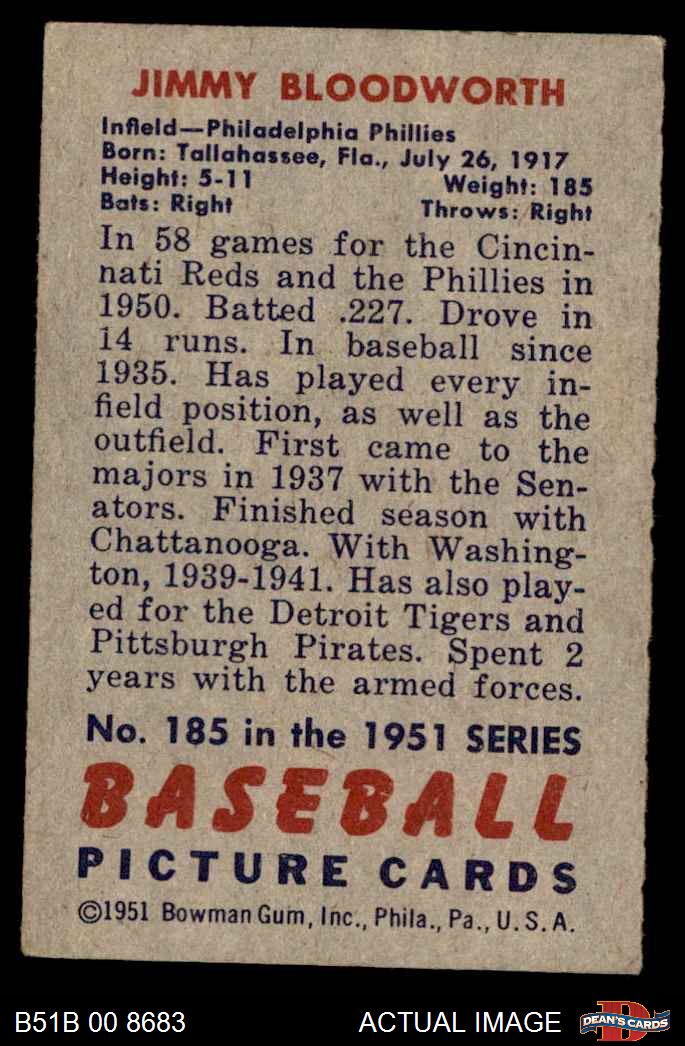 JIMMY BLOODWORTH
Infield—Philadelphia Phillies
Born: Tallahassee, Fla., July 26, 1917
Height: 5-11 Weight: 185
Bats: Right Throws: Right
In 58 games for the Cincin-
nati Reds and the Phillies in
1950. Batted .227. Drove in
14 runs. In baseball since
1935. Has played every in-
field position, as well as the
outfield. First came to the
majors in 1937 with the Sen-
ators. Finished season with
Chattanooga. With Washing-
ton, 1939-1941. Has also play-
ed for the Detroit Tigers and
Pittsburgh Pirates. Spent 2
years with the armed forces.
No. 185 in the 1951 SERIES
BASEBALL
PICTURE CARDS
©1951 Bowman Gum, Inc., Phila., Pa., U. S. A.
B51B 00 8683 ACTUAL IMAGE
D
DEAN'S CARDS